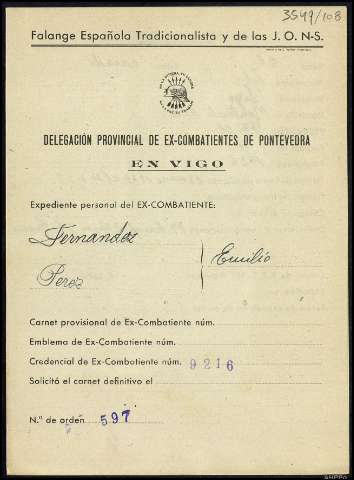 3549/108
Falange Española Tradicionalista y de las J. O. N-S.
DELEGACIÓN PROVINCIAL DE EX-COMBATIENTES DE PONTEVEDRA
EN VIGO
Expediente personal del EX-COMBATIENTE:
Fernandez
Emilio
Perez
Carnet provisional de Ex-Combatiente núm.
Emblema de Ex-Combatiente núm.
Credencial de Ex-Combatiente núm. 9216
Solicitó el carnet definitivo el
N.º de orden 597
AHPPo